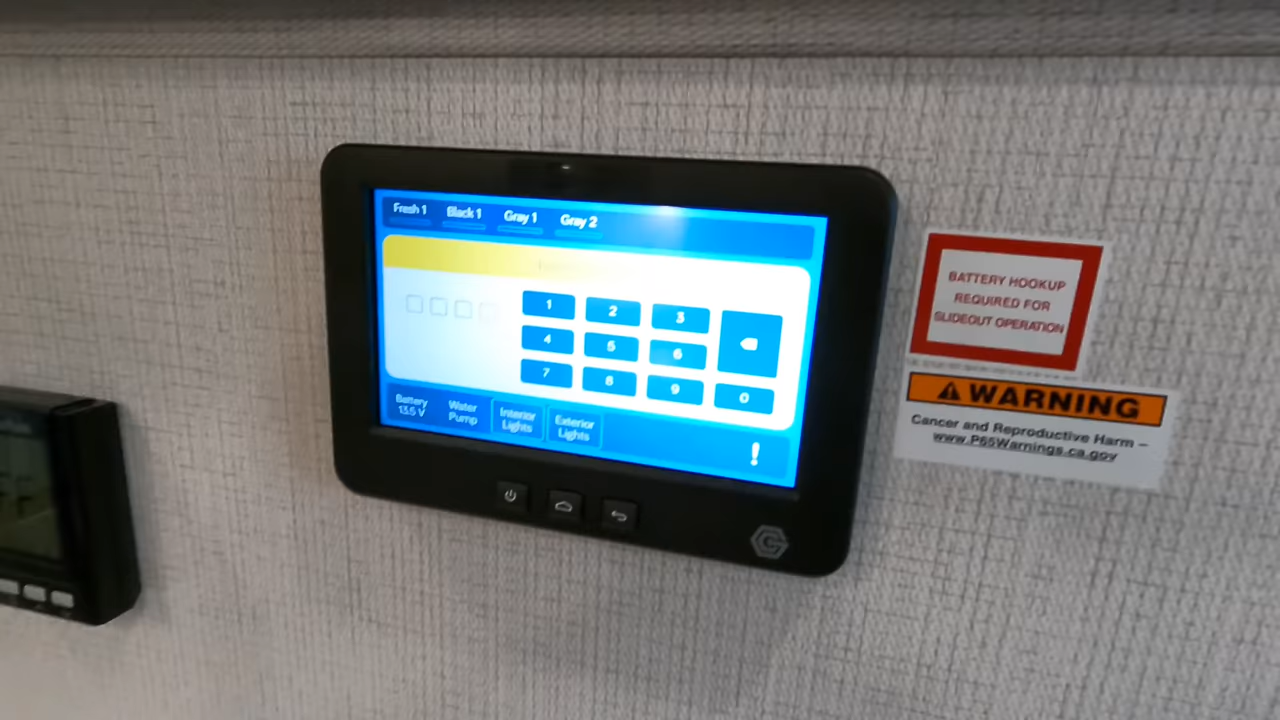 Fresh 1 Black 1 Gray 1 Gray 2
1 2 3
4 5 6
7 8 9 0
Battery
13.5 V
Water
Pump
Interior
Lights
Exterior
Lights
!
BATTERY HOOKUP
REQUIRED FOR
SLIDEOUT OPERATION
WARNING
Cancer and Reproductive Harm –
www.P65Warnings.ca.gov